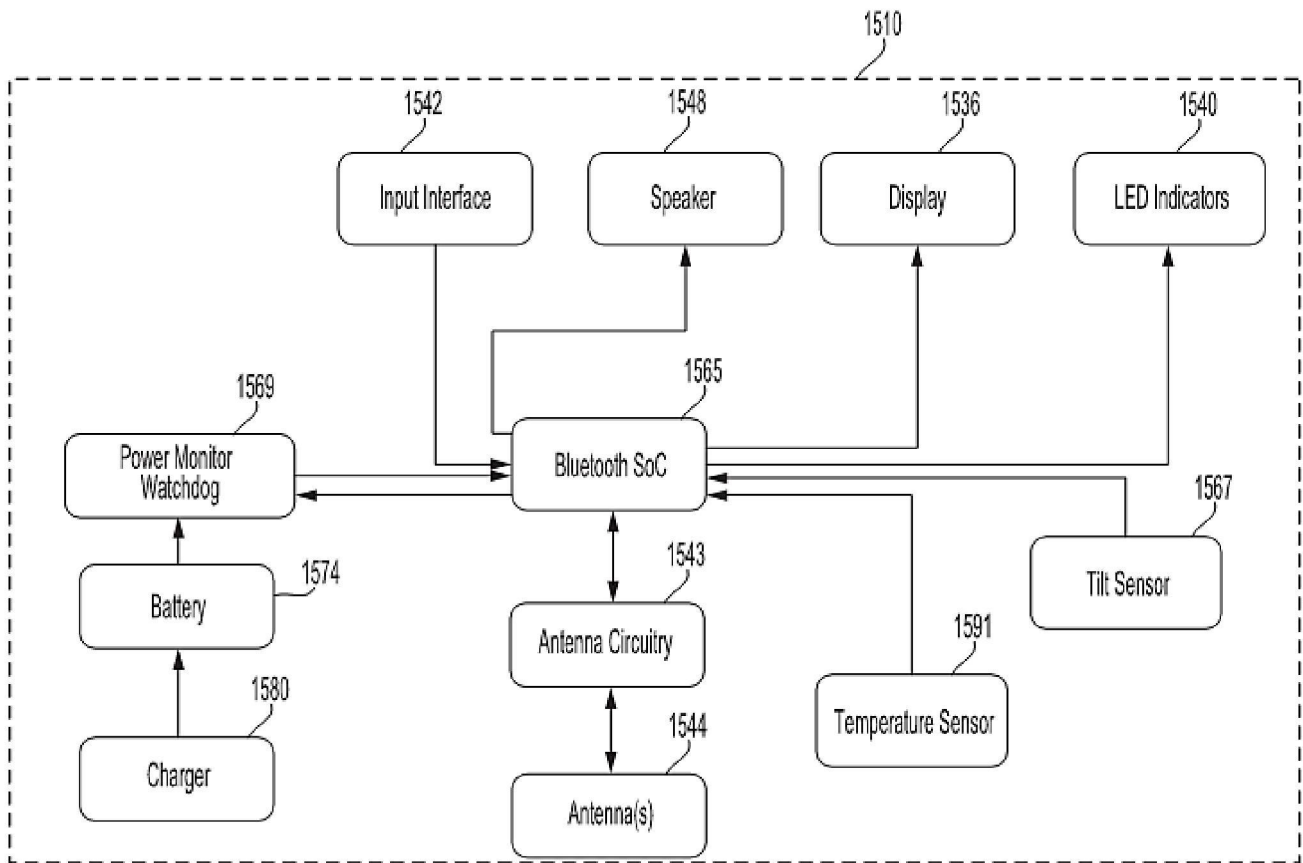 1510
1542
1548
1536
1540
Input Interface
Speaker
Display
LED Indicators
1569
1565
Power Monitor
Watchdog
Bluetooth SoC
1567
1574
1543
Battery
Tilt Sensor
Antenna Circuitry
1591
1580
1544
Temperature Sensor
Charger
Antenna(s)